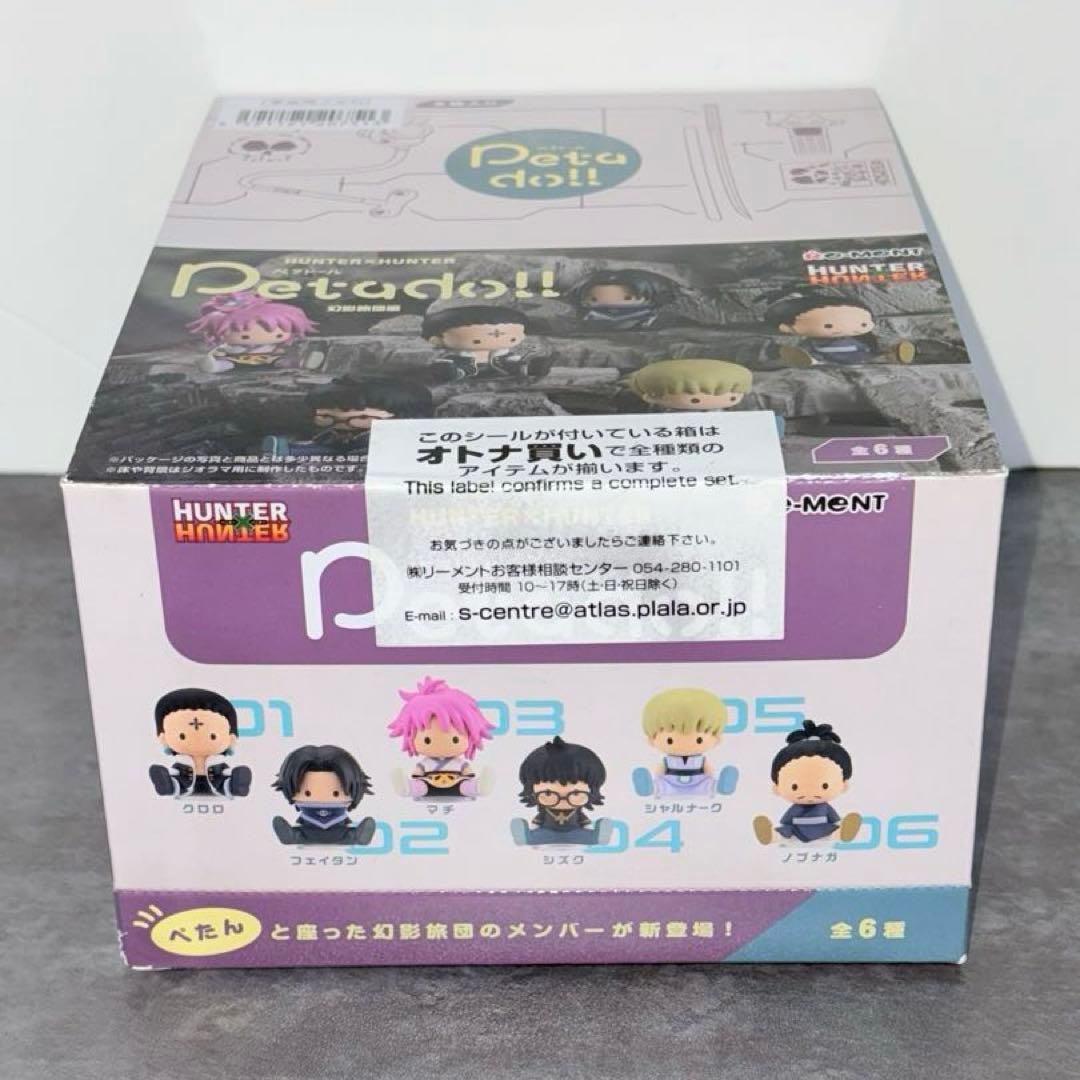 Petado!!
HUNTER×HUNTER
ペタドール
Petado!!
幻影旅団編
Re-MENT
HUNTER
HUNTER
※パッケージの写真と商品とは多少異なる場合
※床や背景はジオラマ用に制作したものです。
全6種
このシールが付いている箱は
オトナ買いで全種類の
アイテムが揃います。
This label confirms a complete set.
お気づきの点がございましたらご連絡下さい。
㈱リーメントお客様相談センター 054-280-1101
受付時間 10〜17時(土・日・祝日除く)
E-mail : s-centre@atlas.plala.or.jp
HUNTER
HUNTER
e-MENT
HUNTER×HUNTER
01
クロロ
02
フェイタン
03
マチ
04
シズク
05
シャルナーク
06
ノブナガ
ぺたん と座った幻影旅団のメンバーが新登場!
全6種